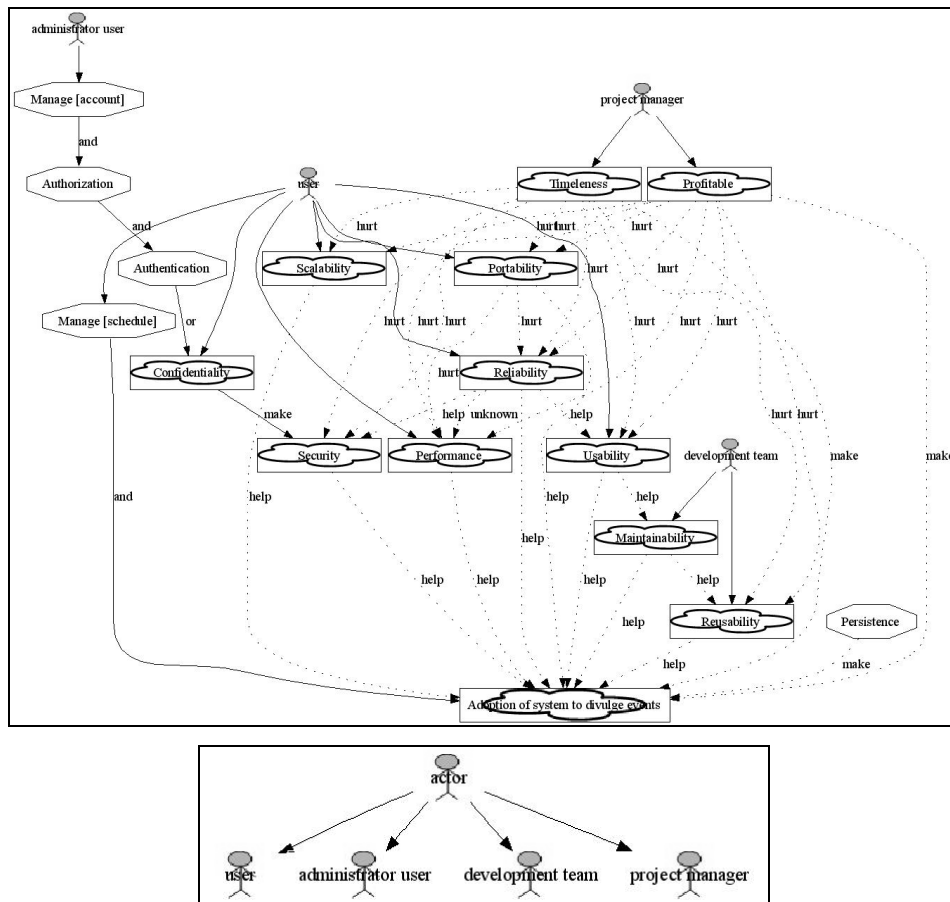 administrator user
Manage [account]
project manager
and
Authorization
user
Timeleness
Profitable
and
hurt
hurt
hurt
hurt
Authentication
Scalability
Portability
hurt
hurt
Manage [schedule]
or
hurt
hurt
hurt
hurt
hurt
hurt
hurt
Confidentiality
hurt
Reliability
make
help
unknown
help
hurt
hurt
Security
Performance
Usability
development team
make
make
and
help
help
help
Maintainability
help
help
help
help
help
help
Reusability
Persistence
help
make
Adoption of system to divulge events
actor
user
administrator user
development team
project manager